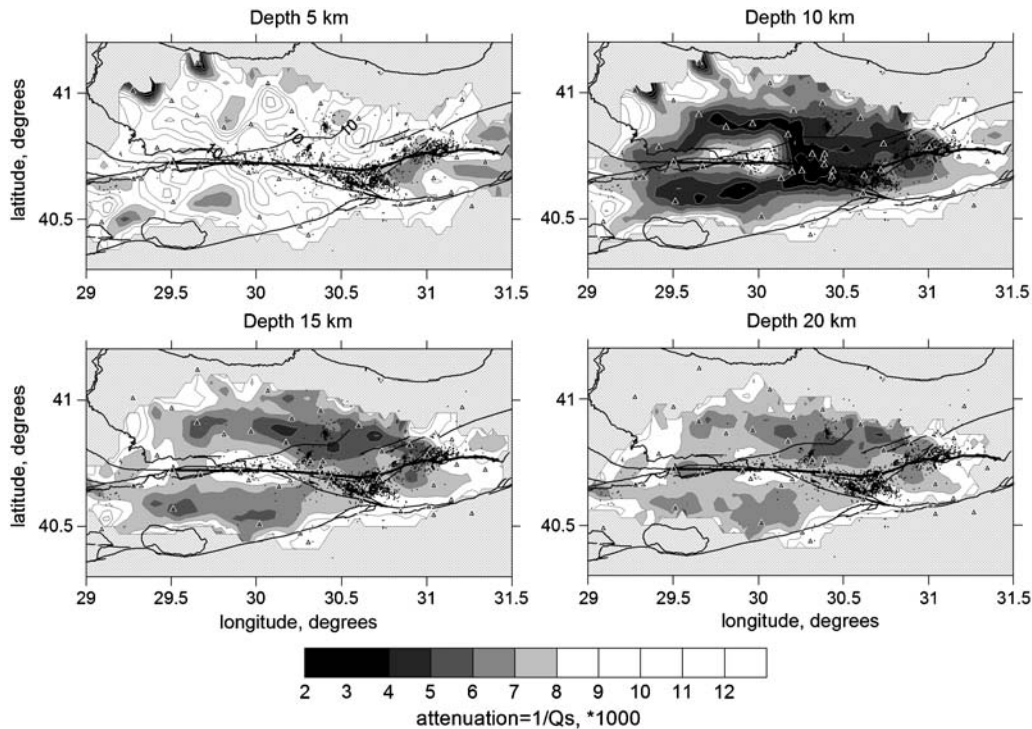 Depth 5 km
Depth 10 km
latitude, degrees
41
40.5
10
10
10
41
40.5
29 29.5 30 30.5 31 31.5
29 29.5 30 30.5 31 31.5
Depth 15 km
Depth 20 km
latitude, degrees
41
40.5
41
40.5
29 29.5 30 30.5 31 31.5
29 29.5 30 30.5 31 31.5
longitude, degrees
longitude, degrees
2 3 4 5 6 7 8 9 10 11 12
attenuation=1/Qs, *1000